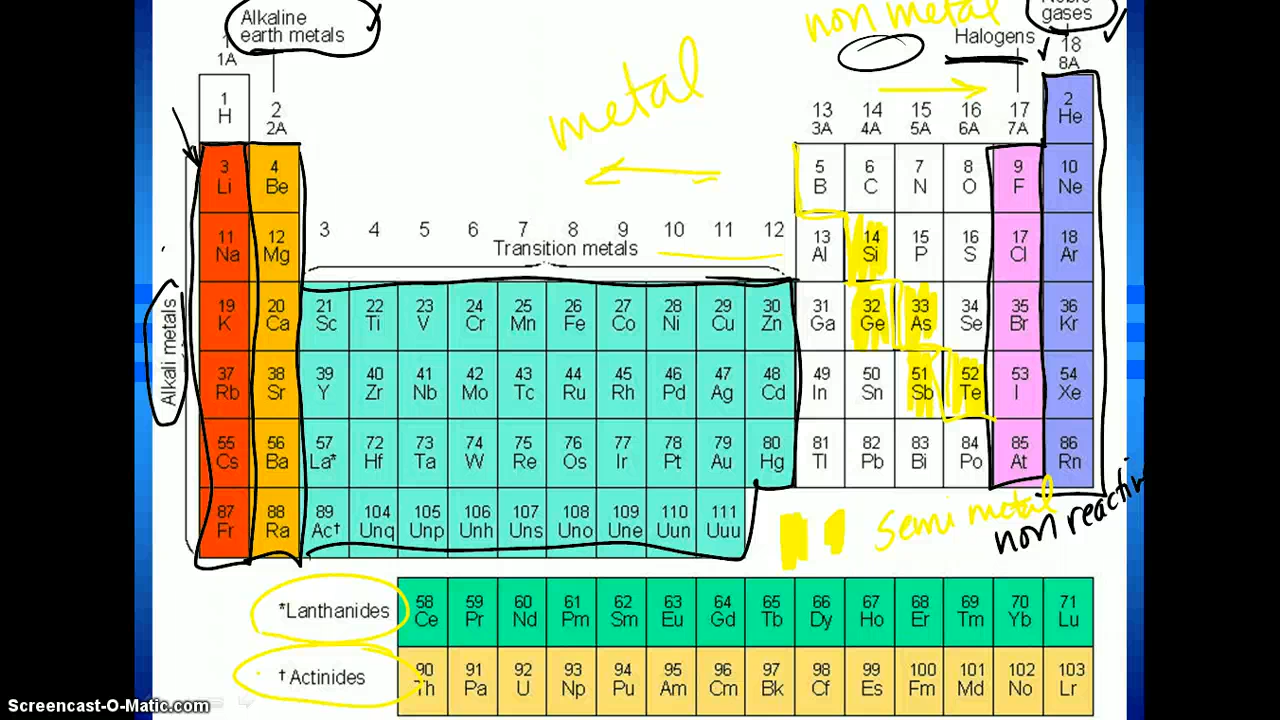 non metal Noble
Alkaline gases
earth metals Halogens
1 18
1A 8A
metal
1 2 13 14 15 16 17 2
H 2A 3A 4A 5A 6A 7A He
3 4 5 6 7 8 9 10
Li Be B C N O F Ne
3 4 5 6 7 8 9 10 11 12
Transition metals
11 12 13 14 15 16 17 18
Na Mg Al Si P S Cl Ar
Alkali metals
19 20 21 22 23 24 25 26 27 28 29 30 31 32 33 34 35 36
K Ca Sc Ti V Cr Mn Fe Co Ni Cu Zn Ga Ge As Se Br Kr
37 38 39 40 41 42 43 44 45 46 47 48 49 50 51 52 53 54
Rb Sr Y Zr Nb Mo Tc Ru Rh Pd Ag Cd In Sn Sb Te I Xe
55 56 57 72 73 74 75 76 77 78 79 80 81 82 83 84 85 86
Cs Ba La* Hf Ta W Re Os Ir Pt Au Hg Tl Pb Bi Po At Rn
87 88 89 104 105 106 107 108 109 110 111
Fr Ra Ac† Unq Unp Unh Uns Uno Une Uun Uuu
semi metal
non reactiv
58 59 60 61 62 63 64 65 66 67 68 69 70 71
*Lanthanides Ce Pr Nd Pm Sm Eu Gd Tb Dy Ho Er Tm Yb Lu
90 91 92 93 94 95 96 97 98 99 100 101 102 103
† Actinides Th Pa U Np Pu Am Cm Bk Cf Es Fm Md No Lr
Screencast-O-Matic.com